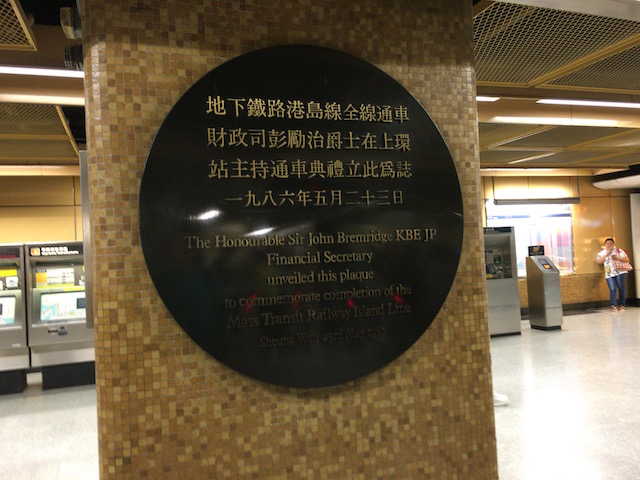 地下鐵路港島線全線通車
財政司彭勵治爵士在上環
站主持通車典禮立此爲誌
一九八六年五月二十三日
The Honourable Sir John Bremridge KBE JP
Financial Secretary
unveiled this plaque
to commemorate completion of the
Mass Transit Railway Island Line
Sheung Wan 23rd May 1986